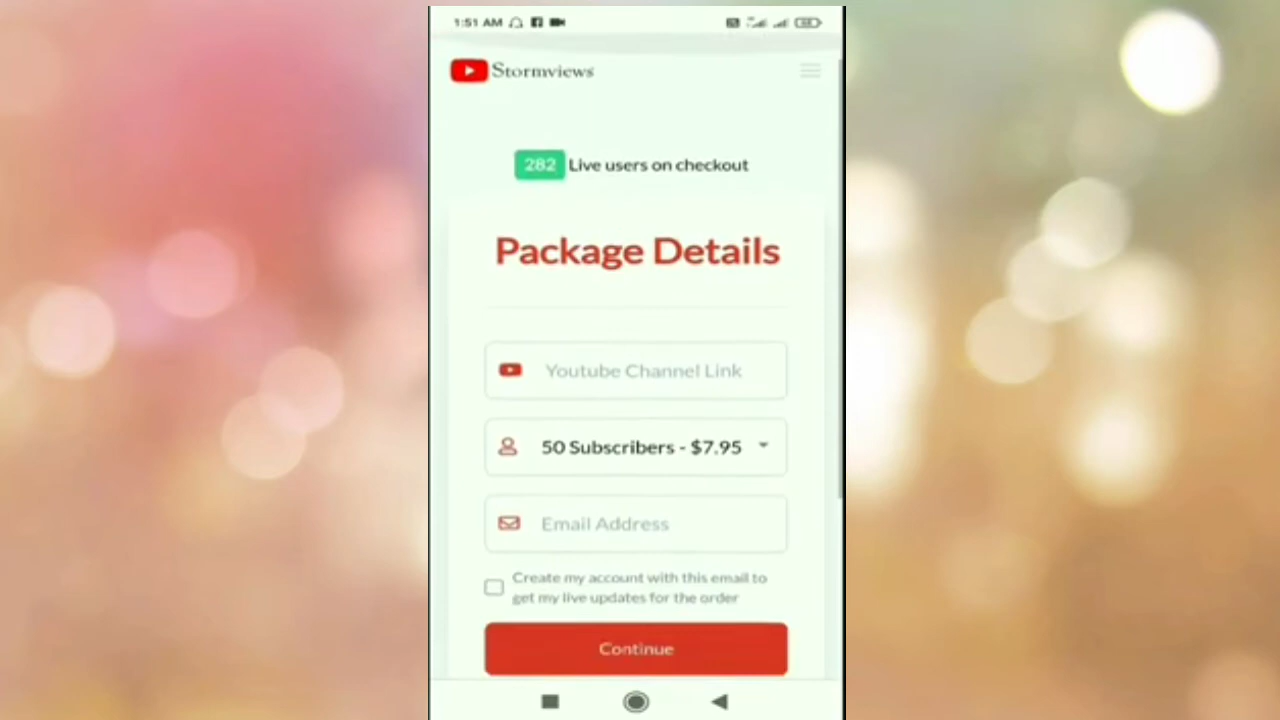 1:51 AM
Stormviews
282 Live users on checkout
Package Details
Youtube Channel Link
50 Subscribers - $7.95
Email Address
Create my account with this email to
get my live updates for the order
Continue